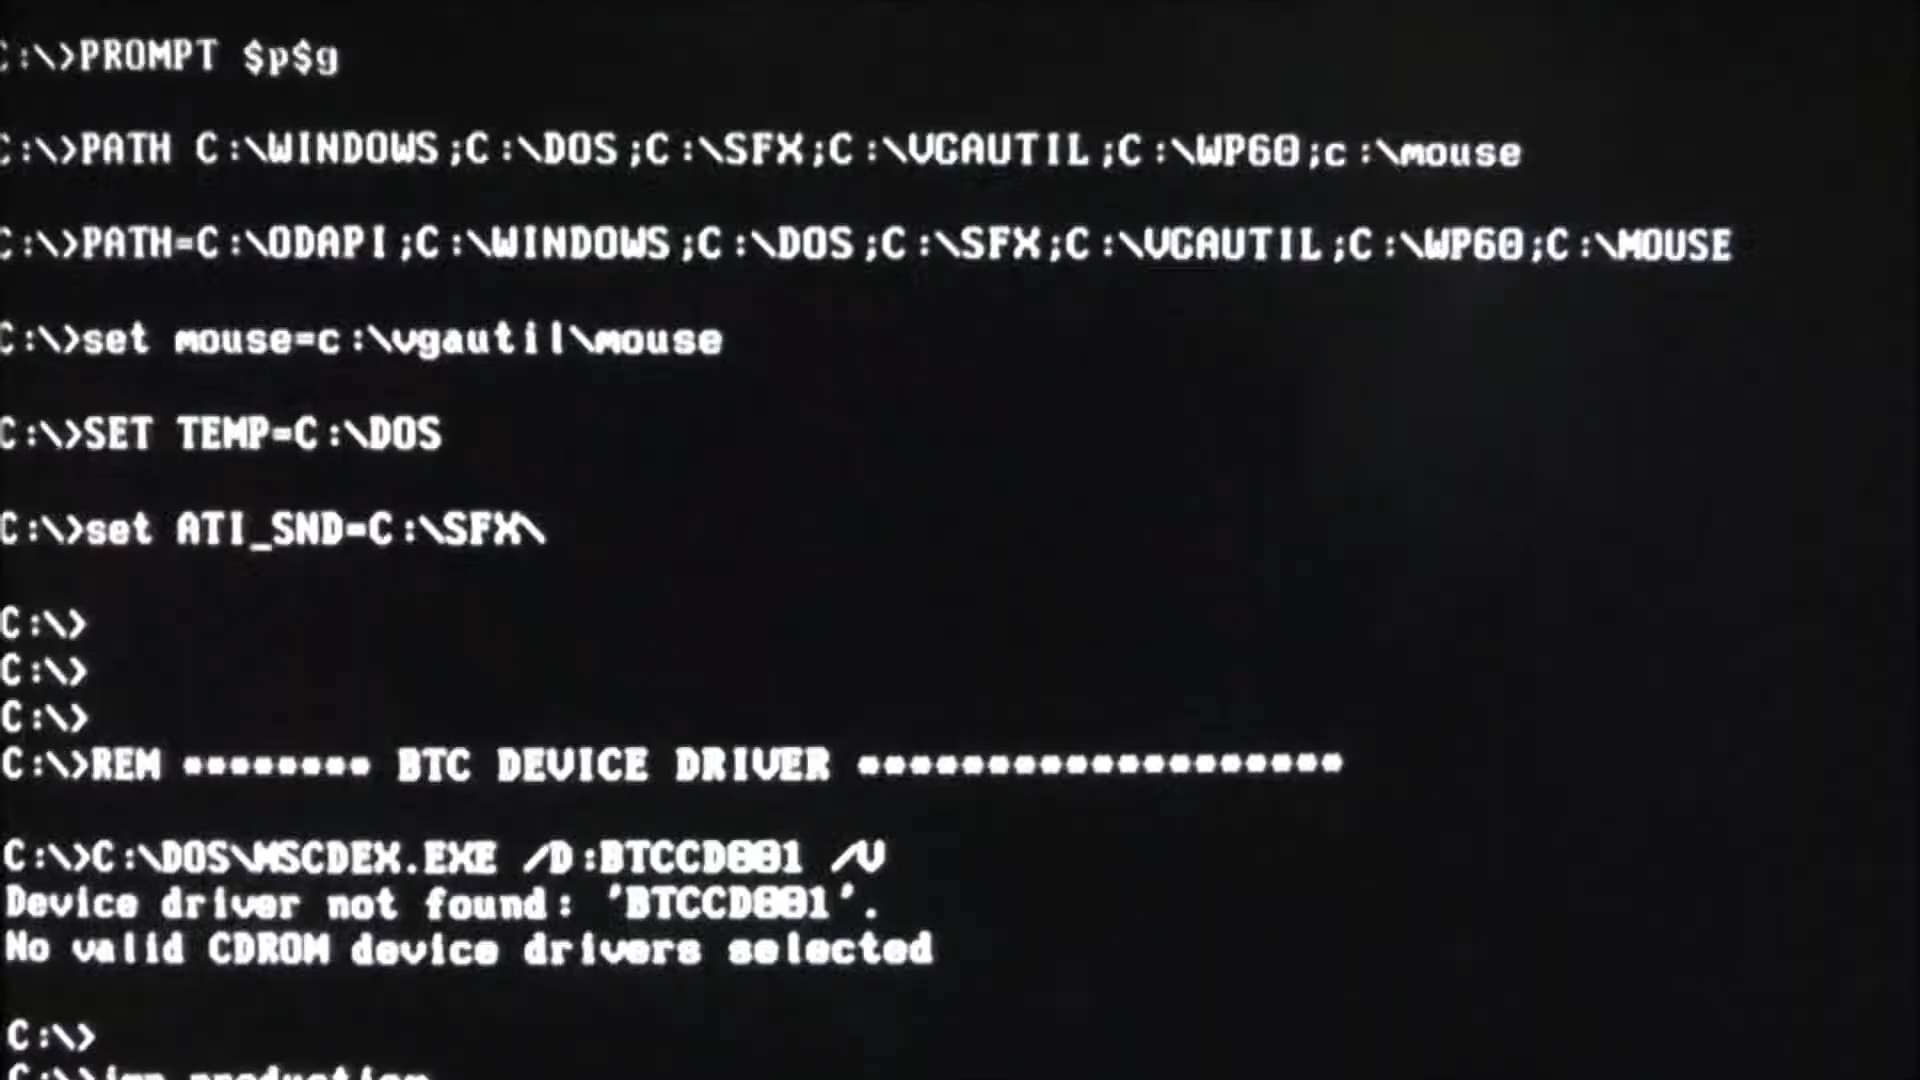 C:\>PROMPT $p$g
C:\>PATH C:\WINDOWS;C:\DOS;C:\SFX;C:\VGAUTIL;C:\WP60;c:\mouse
C:\>PATH=C:\ODAPI;C:\WINDOWS;C:\DOS;C:\SFX;C:\VGAUTIL;C:\WP60;C:\MOUSE
C:\>set mouse=c:\vgautil\mouse
C:\>SET TEMP=C:\DOS
C:\>set ATI_SND=C:\SFX\
C:\>
C:\>
C:\>
C:\>REM ******** BTC DEVICE DRIVER *******************
C:\>C:\DOS\MSCDEX.EXE /D:BTCCD001 /V
Device driver not found: 'BTCCD001'.
No valid CDROM device drivers selected
C:\>
C:\> production